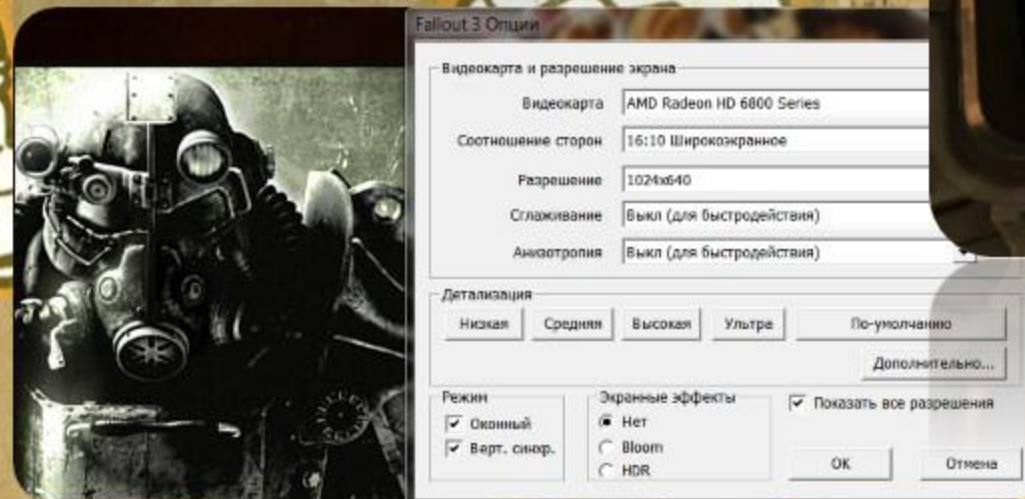 Fallout 3 Опции
Видеокарта и разрешение экрана
Видеокарта AMD Radeon HD 6800 Series
Соотношение сторон 16:10 Широкоэкранное
Разрешение 1024x640
Сглаживание Выкл (для быстродействия)
Анизотропия Выкл (для быстродействия)
Детализация
Низкая Средняя Высокая Ультра По-умолчанию
Дополнительно...
Режим Экранные эффекты
Показать все разрешения
Оконный Нет
Верт. синхр. Bloom
HDR OK Отмена